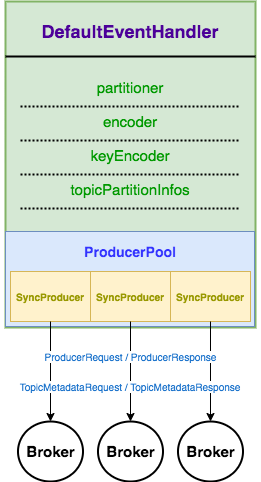 DefaultEventHandler
partitioner
encoder
keyEncoder
topicPartitionInfos
ProducerPool
SyncProducer SyncProducer SyncProducer
ProducerRequest / ProducerResponse
TopicMetadataRequest / TopicMetadataResponse
Broker Broker Broker